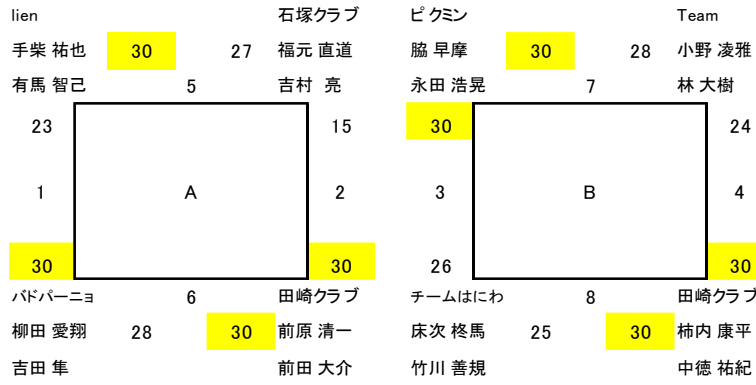 lien 石塚クラブ ピクミン Team
手柴 祐也 30 27 福元 直道 脇 早摩 30 28 小野 凌雅
有馬 智己 5 吉村 亮 永田 浩晃 7 林 大樹
23 15 30 24
1 A 2 3 B 4
30 30 26 30
バドパーニョ 6 田崎クラブ チームはにわ 8 田崎クラブ
柳田 愛翔 28 30 前原 清一 床次 柊馬 25 30 柿内 康平
吉田 隼 前田 大介 竹川 善規 中德 祐紀